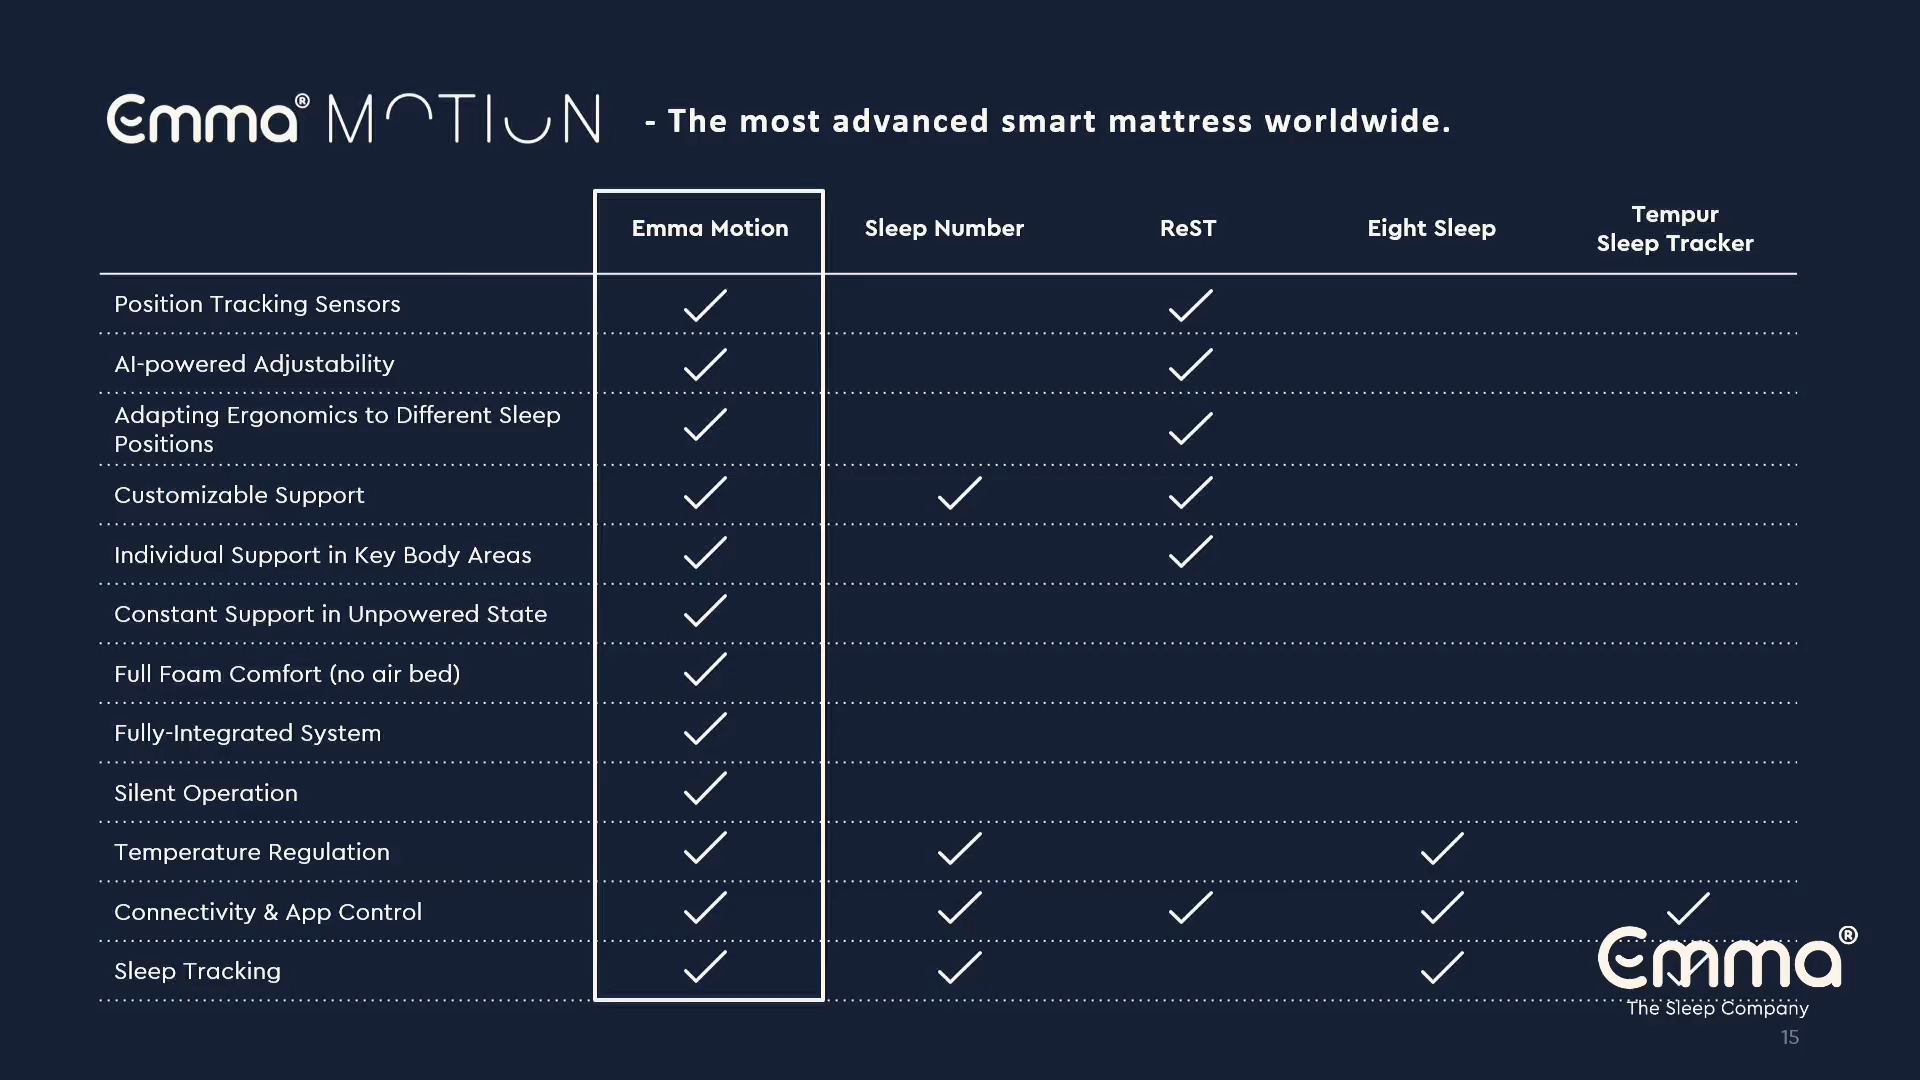 Emma® MOTION - The most advanced smart mattress worldwide.
Emma Motion
Sleep Number
ReST
Eight Sleep
Tempur
Sleep Tracker
Position Tracking Sensors
AI-powered Adjustability
Adapting Ergonomics to Different Sleep
Positions
Customizable Support
Individual Support in Key Body Areas
Constant Support in Unpowered State
Full Foam Comfort (no air bed)
Fully-Integrated System
Silent Operation
Temperature Regulation
Connectivity & App Control
Sleep Tracking
Emma®
The Sleep Company
15